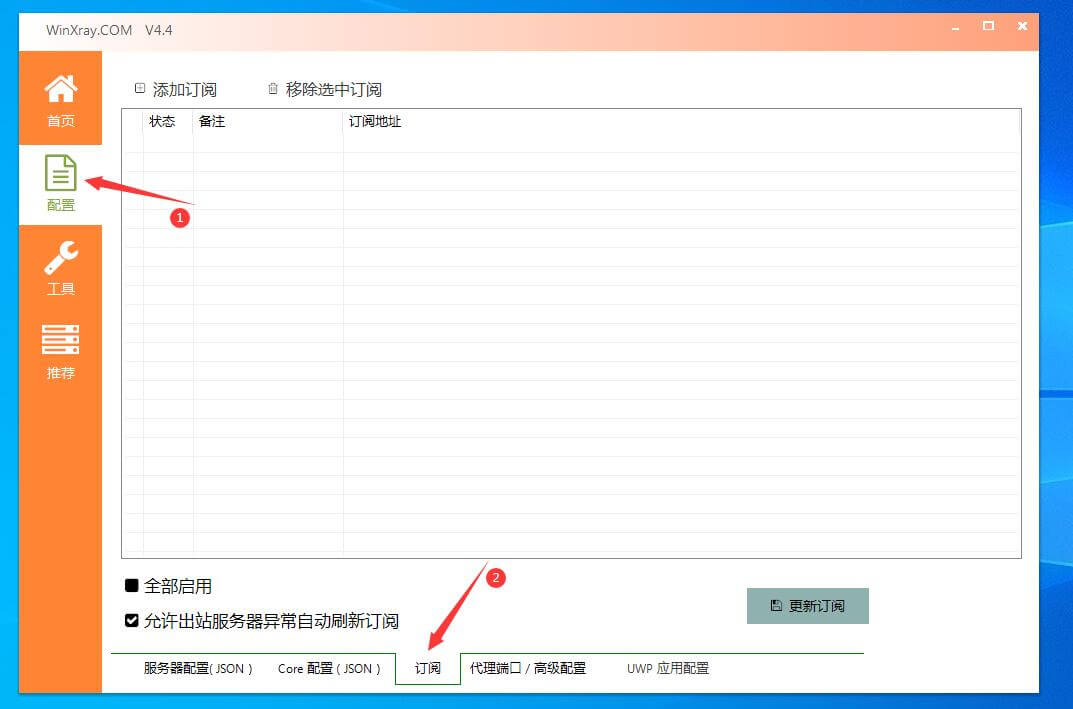 WinXray.COM V4.4
首页
配置
工具
推荐
添加订阅 移除选中订阅
状态 备注 订阅地址
1
全部启用
2
允许出站服务器异常自动刷新订阅
更新订阅
服务器配置( JSON ) Core 配置 ( JSON ) 订阅 代理端口 / 高级配置 UWP 应用配置